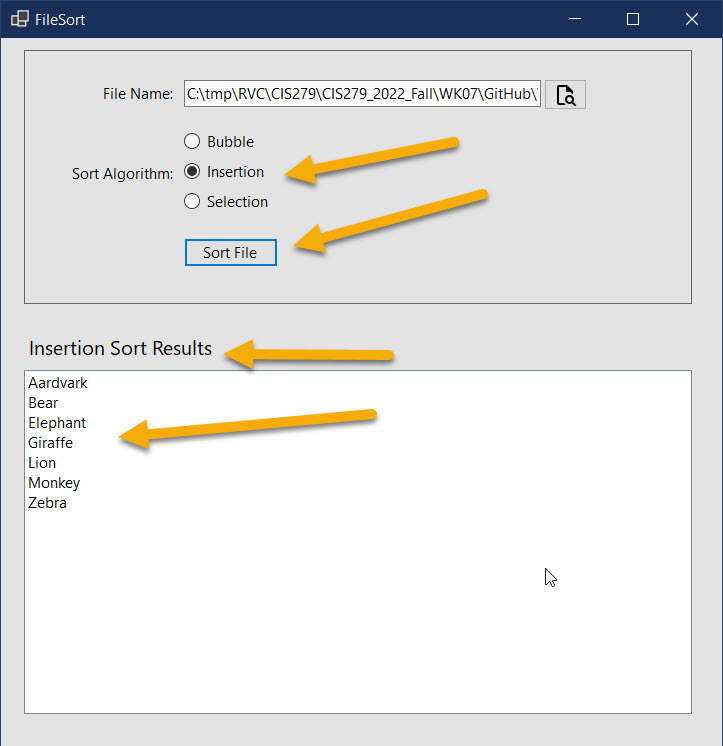 FileSort
File Name: C:\tmp\RVC\CIS279\CIS279_2022_Fall\WK07\GitHub\
Bubble
Sort Algorithm: Insertion
Selection
Sort File
Insertion Sort Results
Aardvark
Bear
Elephant
Giraffe
Lion
Monkey
Zebra